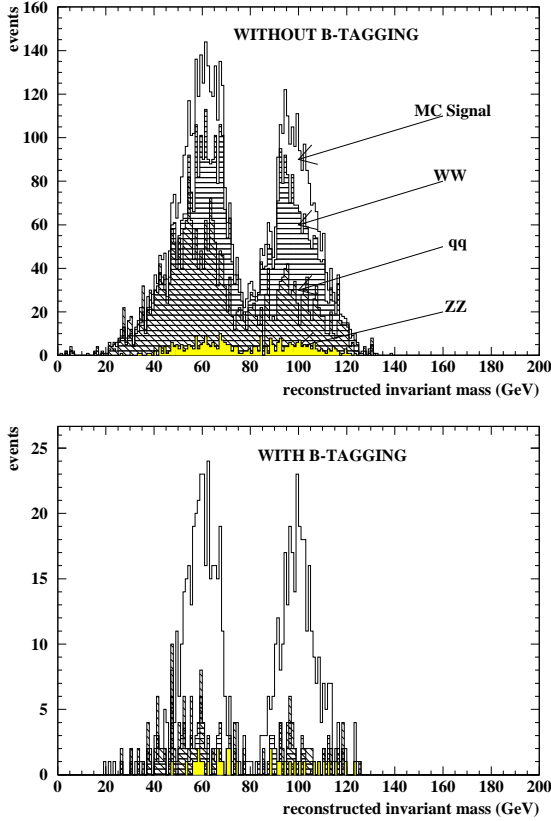 events
160
WITHOUT B-TAGGING
140
120
MC Signal
100
80
WW
60
qq
40
ZZ
20
0
0 20 40 60 80 100 120 140 160 180 200
reconstructed invariant mass (GeV)
events
25
WITH B-TAGGING
20
15
10
5
0
0 20 40 60 80 100 120 140 160 180 200
reconstructed invariant mass (GeV)